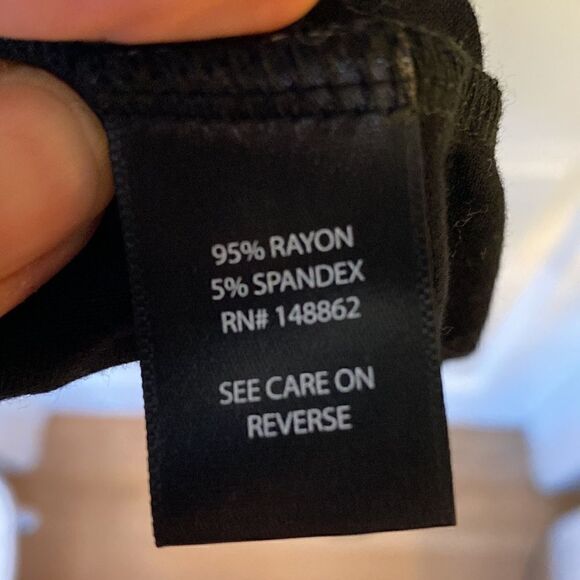 95% RAYON
5% SPANDEX
RN# 148862
SEE CARE ON
REVERSE